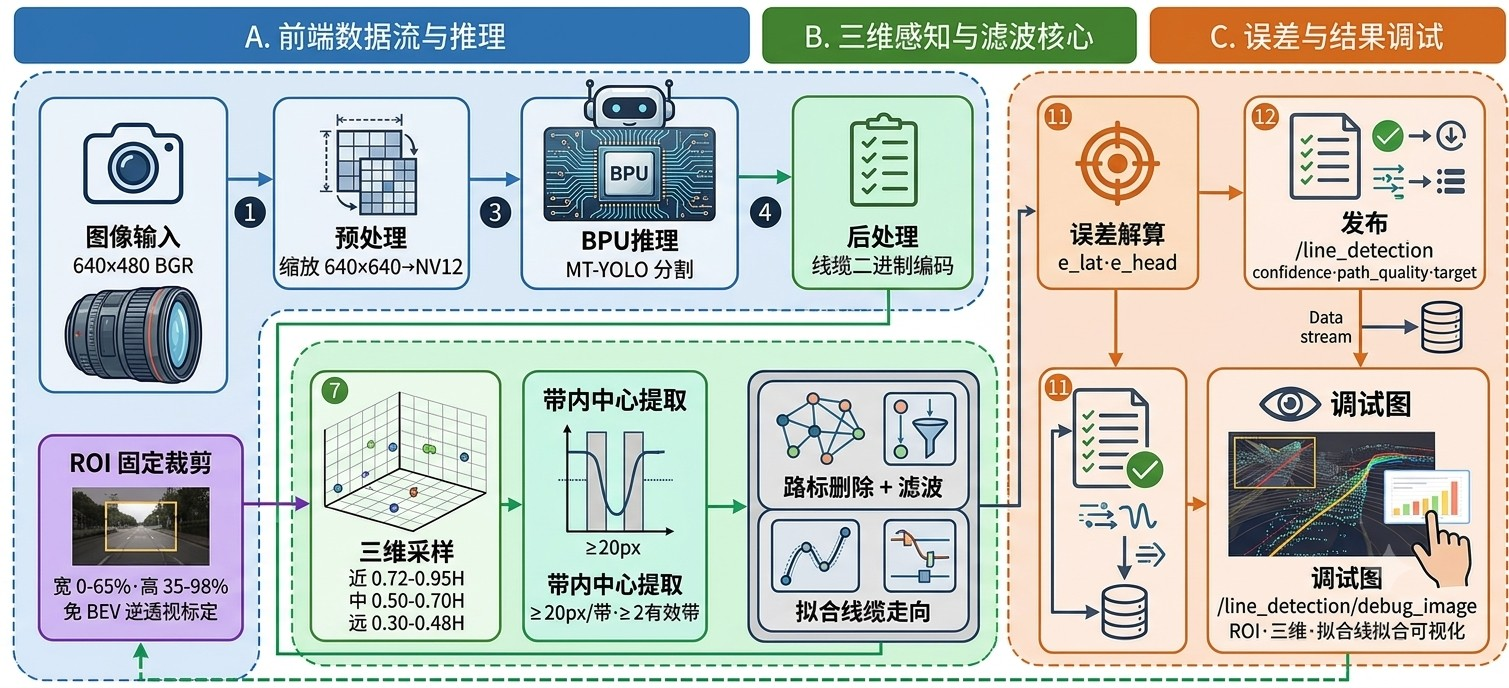 A. 前端数据流与推理
B. 三维感知与滤波核心
C. 误差与结果调试
图像输入
640×480 BGR
1
预处理
缩放 640×640→NV12
3
BPU
BPU推理
MT-YOLO 分割
4
后处理
线缆二进制编码
11
误差解算
e_lat·e_head
12
发布
/line_detection
confidence·path_quality·target
Data
stream
ROI 固定裁剪
宽 0-65%·高 35-98%
免 BEV 逆透视标定
7
三维采样
近 0.72-0.95H
中 0.50-0.70H
远 0.30-0.48H
带内中心提取
≥20px
带内中心提取
≥20px/带·≥2有效带
路标删除 + 滤波
拟合线缆走向
11
调试图
调试图
/line_detection/debug_image
ROI·三维·拟合线拟合可视化